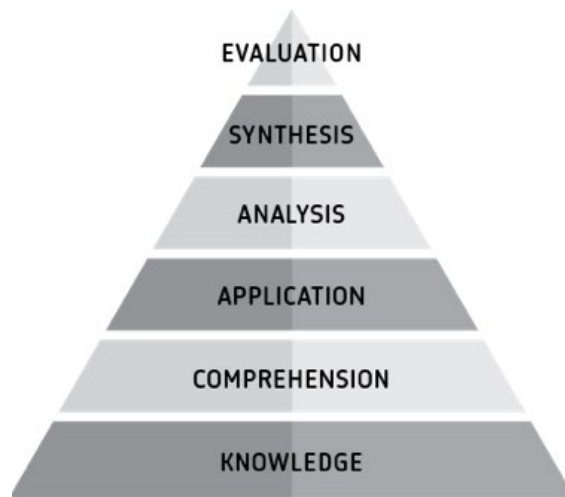 EVALUATION
SYNTHESIS
ANALYSIS
APPLICATION
COMPREHENSION
KNOWLEDGE